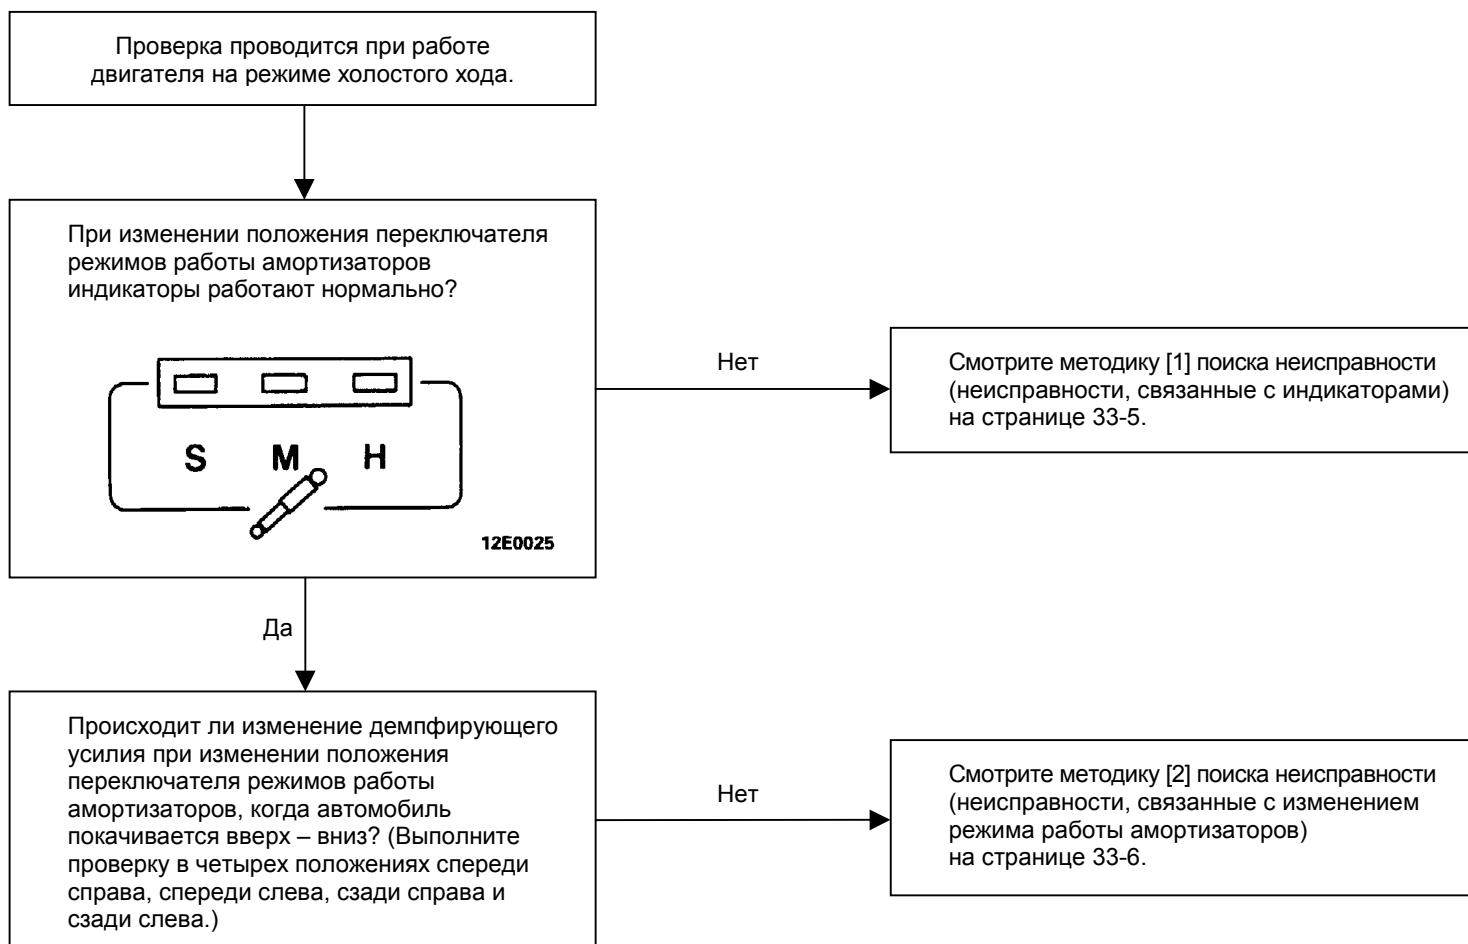 Проверка проводится при работе
двигателя на режиме холостого хода.
При изменении положения переключателя
режимов работы амортизаторов
индикаторы работают нормально?
S M H
12E0025
Нет
Смотрите методику [1] поиска неисправности
(неисправности, связанные с индикаторами)
на странице 33-5.
Да
Происходит ли изменение демпфирующего
усилия при изменении положения
переключателя режимов работы
амортизаторов, когда автомобиль
покачивается вверх – вниз? (Выполните
проверку в четырех положениях спереди
справа, спереди слева, сзади справа и
сзади слева.)
Нет
Смотрите методику [2] поиска неисправности
(неисправности, связанные с изменением
режима работы амортизаторов)
на странице 33-6.